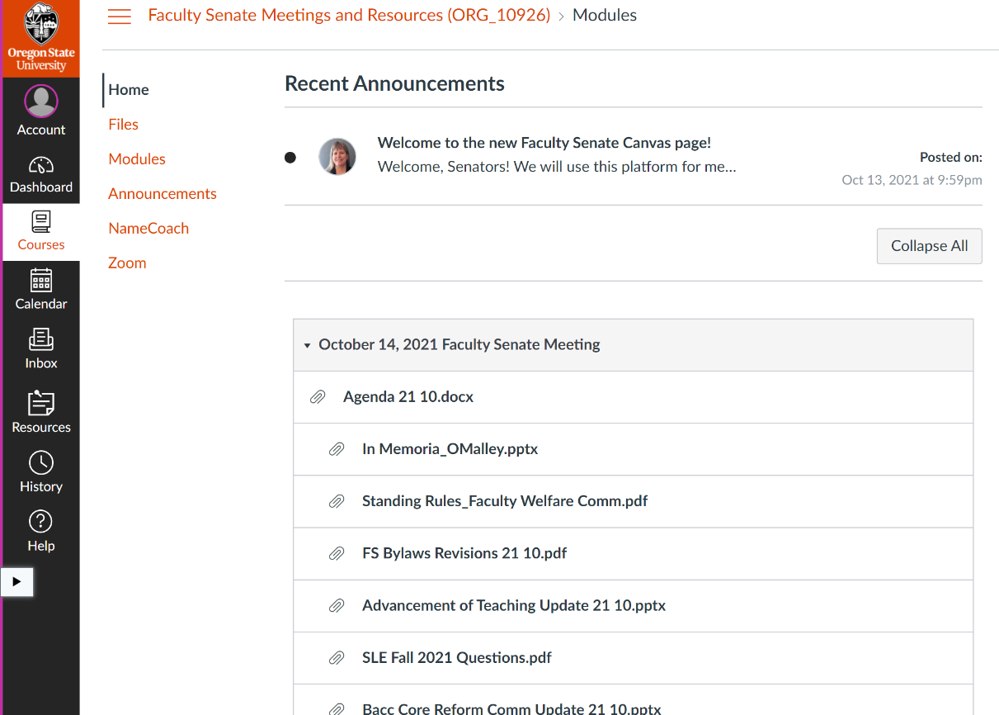 Oregon State
University
Account
Dashboard
Courses
Calendar
Inbox
Resources
History
Help
Faculty Senate Meetings and Resources (ORG_10926) › Modules
Home
Files
Modules
Announcements
NameCoach
Zoom
Recent Announcements
Welcome to the new Faculty Senate Canvas page!
Welcome, Senators! We will use this platform for me...
Posted on:
Oct 13, 2021 at 9:59pm
Collapse All
October 14, 2021 Faculty Senate Meeting
Agenda 21 10.docx
In Memoria_OMalley.pptx
Standing Rules_Faculty Welfare Comm.pdf
FS Bylaws Revisions 21 10.pdf
Advancement of Teaching Update 21 10.pptx
SLE Fall 2021 Questions.pdf
Bacc Core Reform Comm Update 21 10.pptx